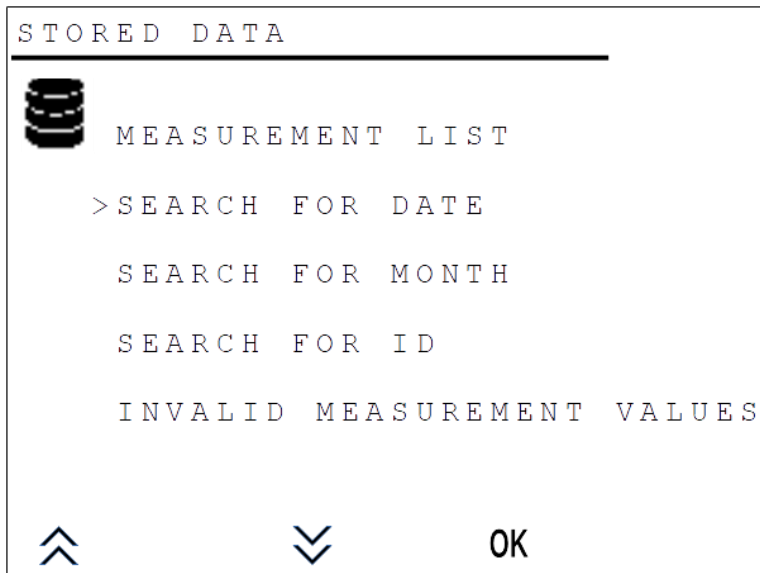 STORED DATA
MEASUREMENT LIST
>SEARCH FOR DATE
SEARCH FOR MONTH
SEARCH FOR ID
INVALID MEASUREMENT VALUES
OK